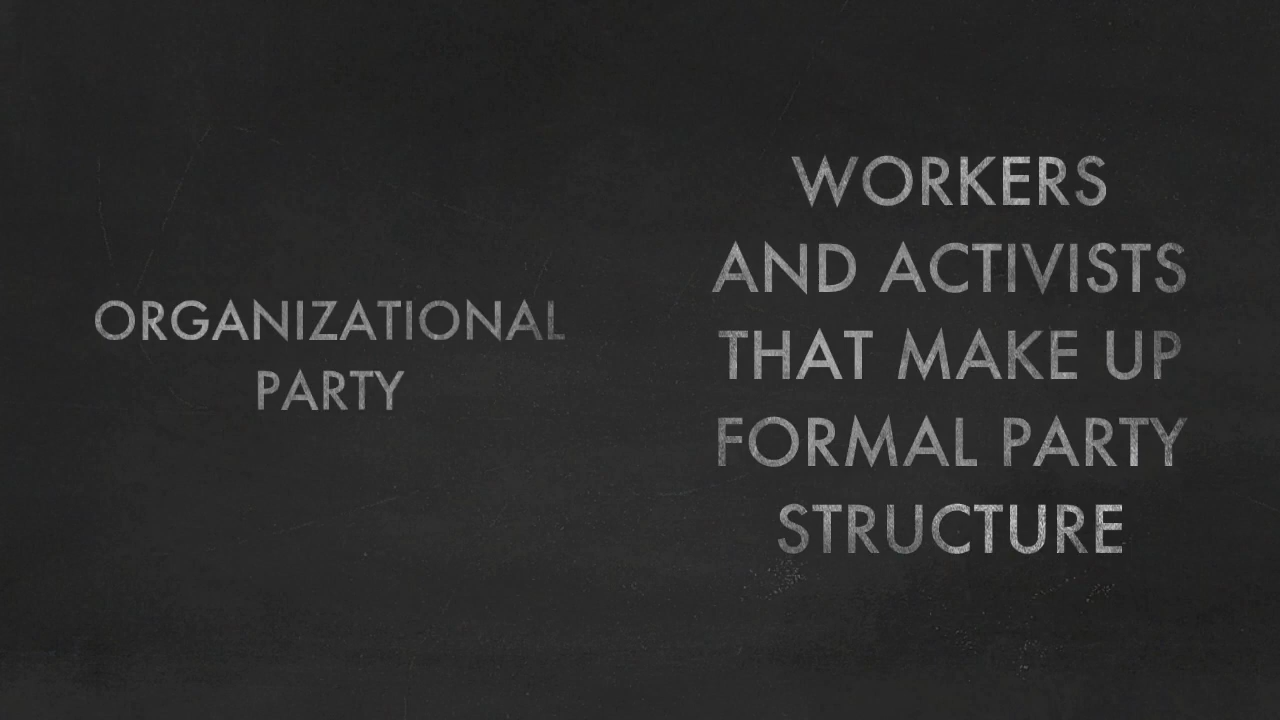 ORGANIZATIONAL
PARTY
WORKERS
AND ACTIVISTS
THAT MAKE UP
FORMAL PARTY
STRUCTURE